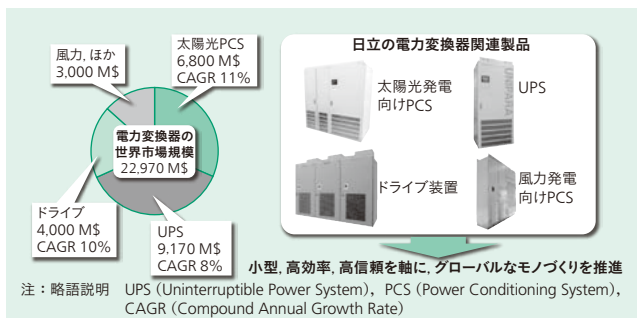 太陽光PCS
6,800 M$
CAGR 11%
風力，ほか
3,000 M$
電力変換器の
世界市場規模
22,970 M$
ドライブ
4,000 M$
CAGR 10%
UPS
9.170 M$
CAGR 8%
日立の電力変換器関連製品
太陽光発電
向けPCS
UPS
ドライブ装置
風力発電
向けPCS
小型，高効率，高信頼を軸に，グローバルなモノづくりを推進
注：略語説明　UPS（Uninterruptible Power System），PCS（Power Conditioning System），
CAGR（Compound Annual Growth Rate）